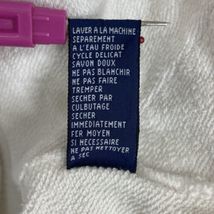 LAVER A LA MACHINE
SEPAREMENT
A L'EAU FROIDE
CYCLE DELICAT
SAVON DOUX
NE PAS BLANCHIR
NE PAS FAIRE
TREMPER
SECHER PAR
CULBUTAGE
SECHER
IMMEDIATEMENT
FER MOYEN
SI NECESSAIRE
NE PAS NETTOYER
A SEC